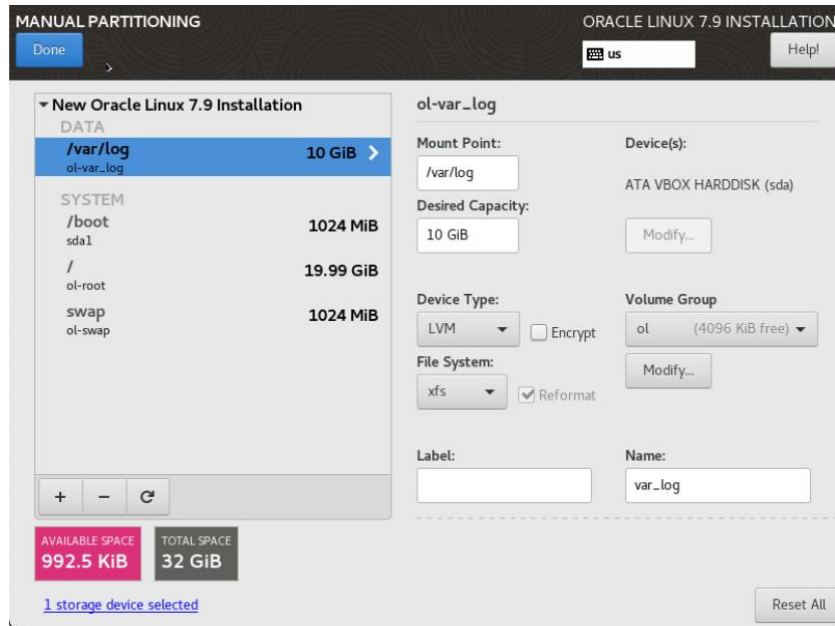 MANUAL PARTITIONING
ORACLE LINUX 7.9 INSTALLATION
Done
us
Help!
New Oracle Linux 7.9 Installation
DATA
/var/log 10 GiB
ol-var_log
SYSTEM
/boot 1024 MiB
sda1
/ 19.99 GiB
ol-root
swap 1024 MiB
ol-swap
+ −
AVAILABLE SPACE
992.5 KiB
TOTAL SPACE
32 GiB
1 storage device selected
ol-var_log
Mount Point:
/var/log
Device(s):
ATA VBOX HARDDISK (sda)
Desired Capacity:
10 GiB
Modify...
Device Type:
LVM
Encrypt
Volume Group
ol (4096 KiB free)
File System:
xfs
Reformat
Modify...
Label:
Name:
var_log
Reset All